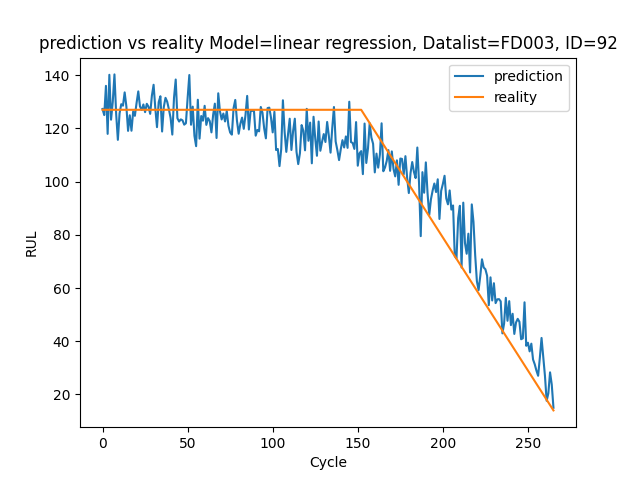 prediction vs reality Model=linear regression, Datalist=FD003, ID=92
prediction
reality
RUL
140
120
100
80
60
40
20
0 50 100 150 200 250
Cycle